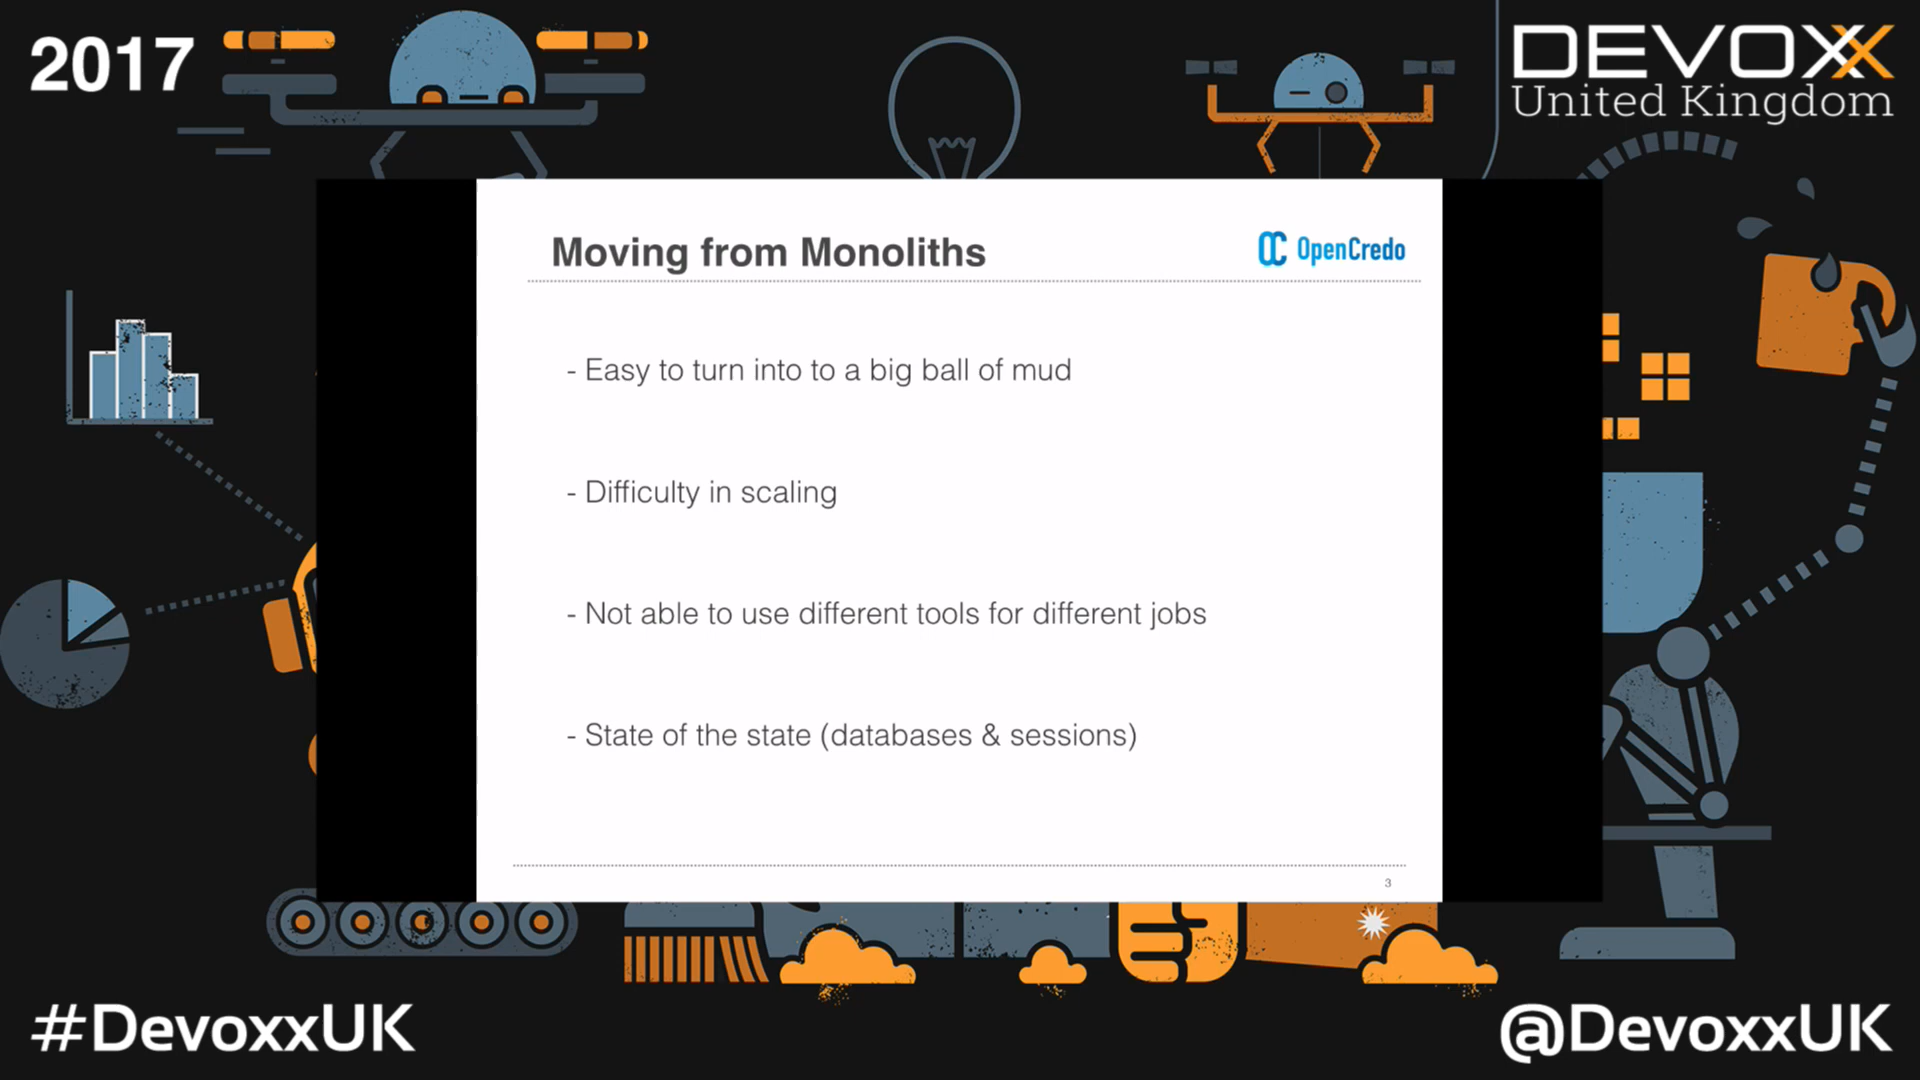 2017
DEVOXX
United Kingdom
Moving from Monoliths
OpenCredo
- Easy to turn into to a big ball of mud
- Difficulty in scaling
- Not able to use different tools for different jobs
- State of the state (databases & sessions)
3
#DevoxxUK
@DevoxxUK